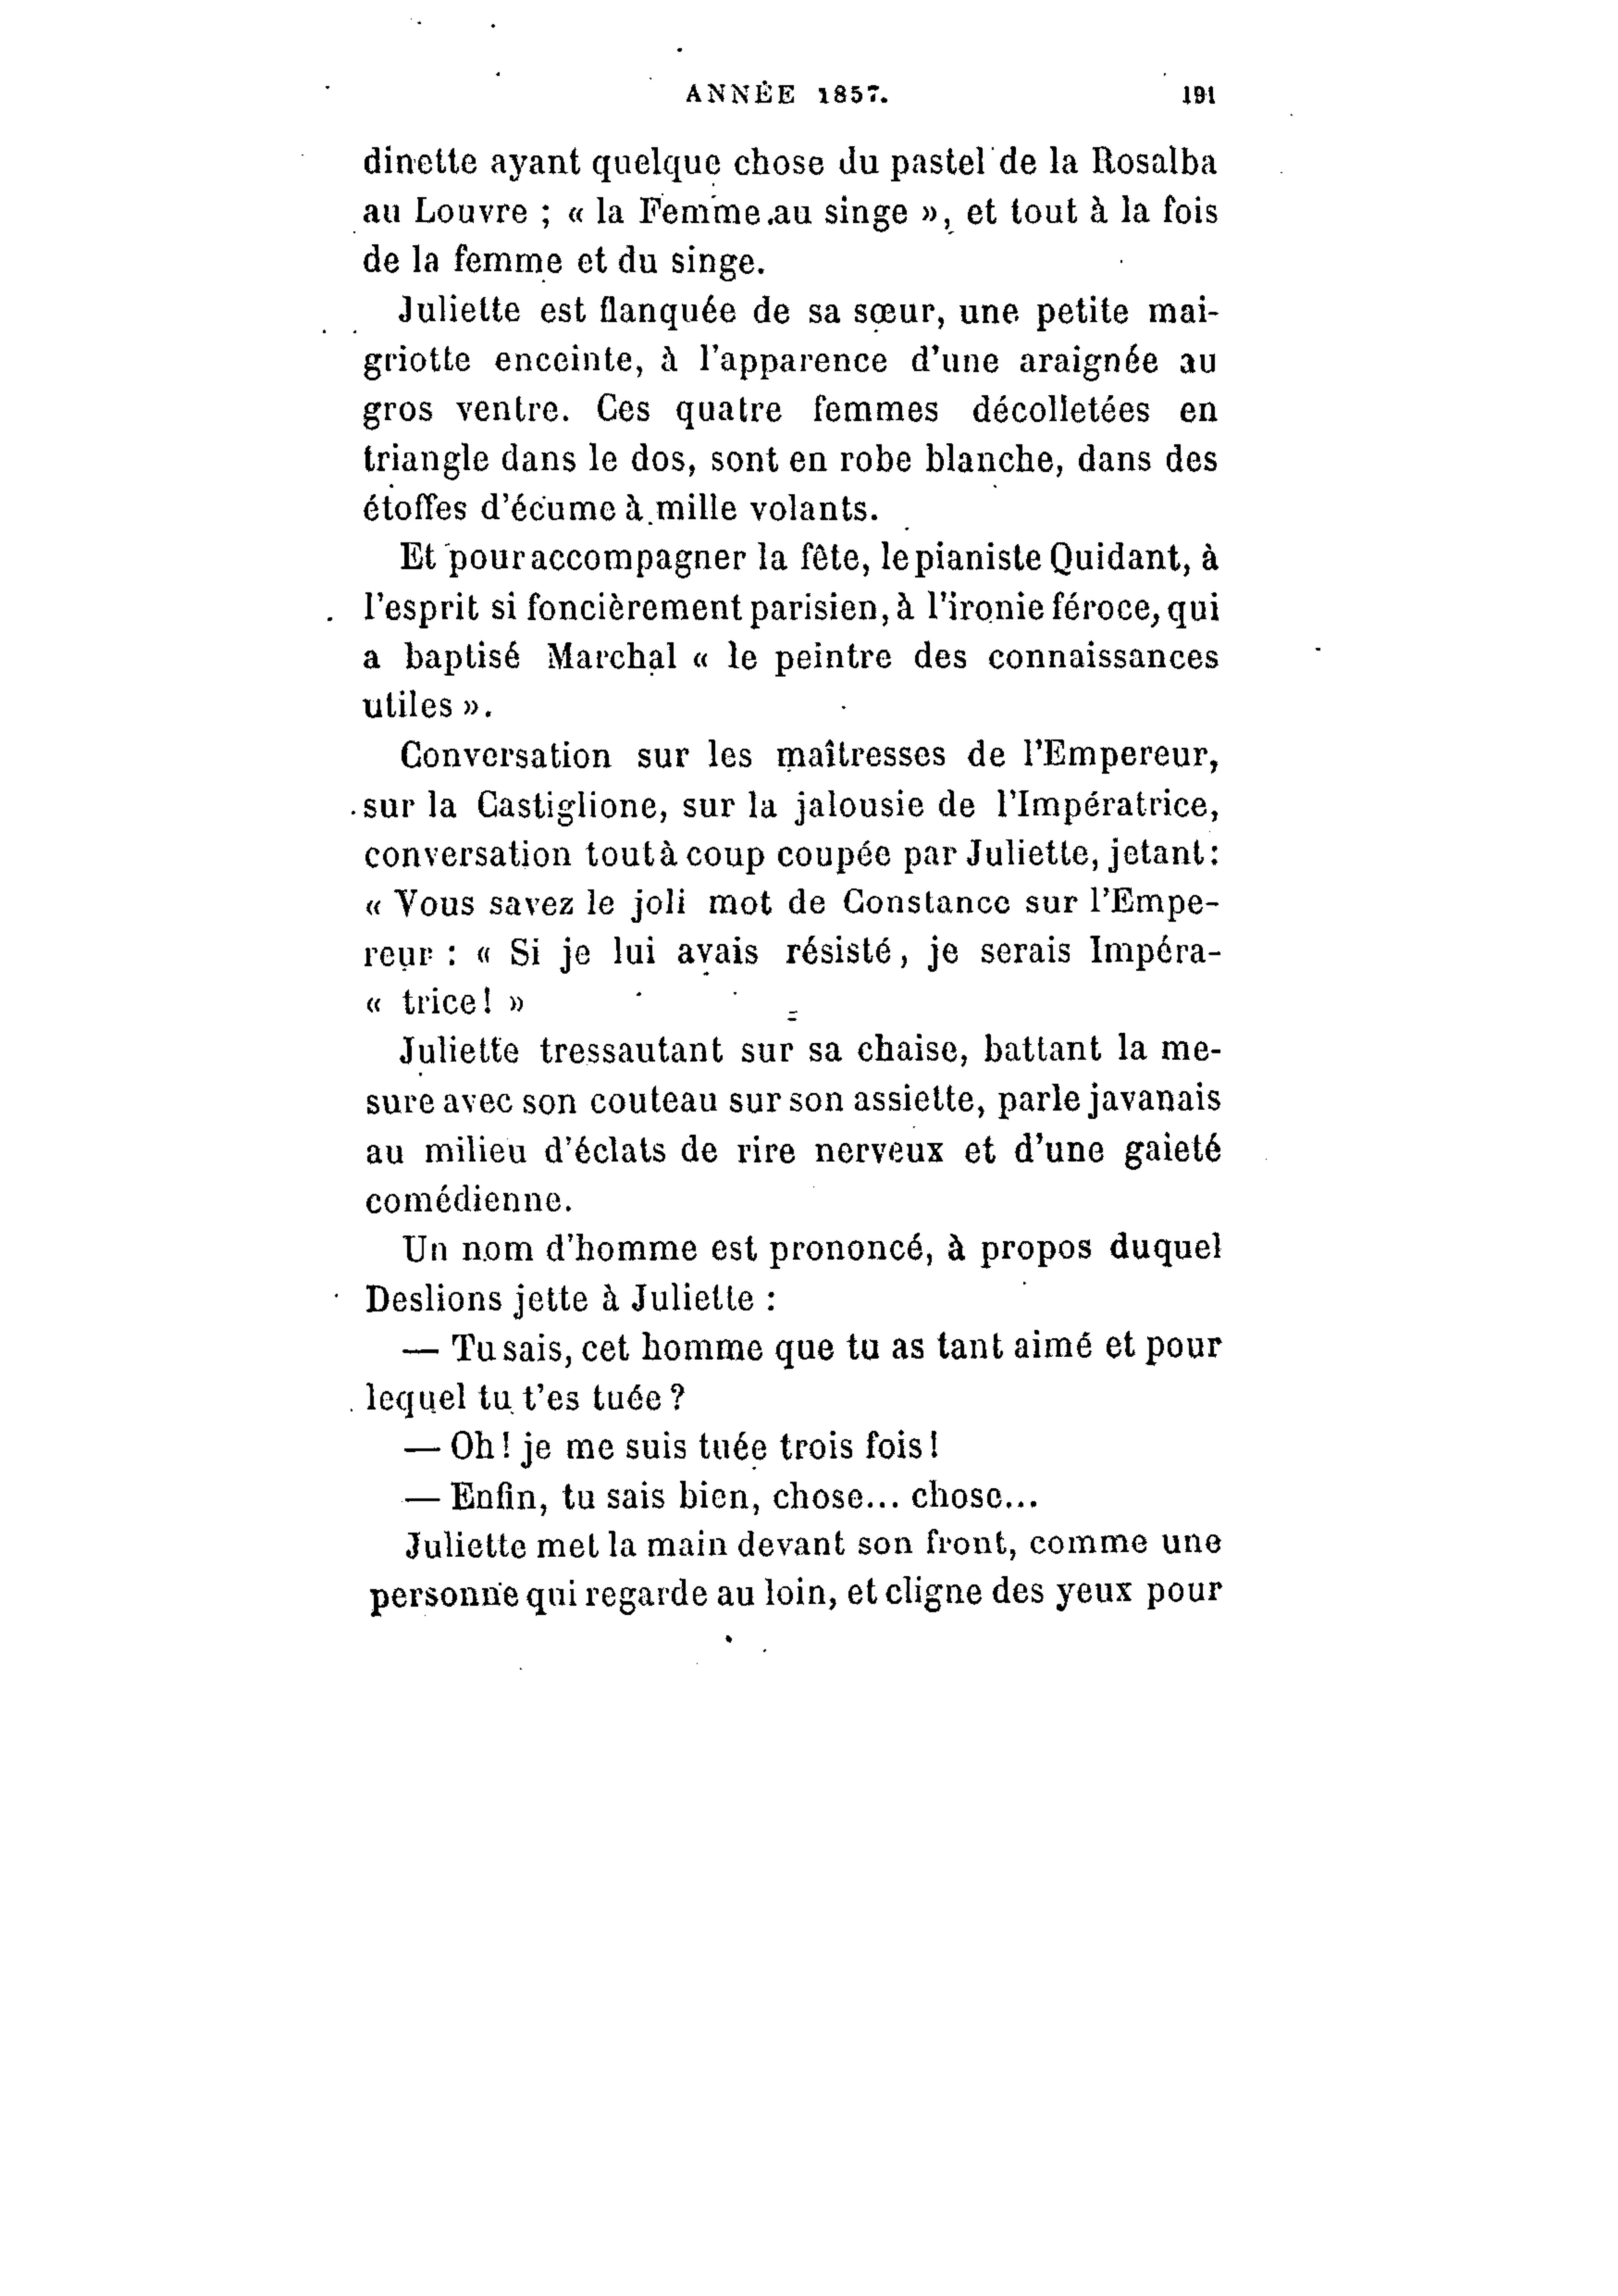 ANNÉE 1857. 191
dinette ayant quelque chose du pastel de la Rosalba
au Louvre ; « la Femme au singe », et tout à la fois
de la femme et du singe.
Juliette est flanquée de sa sœur, une petite mai-
griotte enceinte, à l'apparence d'une araignée au
gros ventre. Ces quatre femmes décolletées en
triangle dans le dos, sont en robe blanche, dans des
étoffes d'écume à mille volants.
Et pour accompagner la fête, le pianiste Quidant, à
l'esprit si foncièrement parisien, à l'ironie féroce, qui
a baptisé Marchal « le peintre des connaissances
utiles ».
Conversation sur les maîtresses de l'Empereur,
sur la Castiglione, sur la jalousie de l'Impératrice,
conversation tout à coup coupée par Juliette, jetant :
« Vous savez le joli mot de Constance sur l'Empe-
reur : « Si je lui avais résisté, je serais Impéra-
« trice! »
Juliette tressautant sur sa chaise, battant la me-
sure avec son couteau sur son assiette, parle javanais
au milieu d'éclats de rire nerveux et d'une gaieté
comédienne.
Un nom d'homme est prononcé, à propos duquel
Deslions jette à Juliette :
— Tu sais, cet homme que tu as tant aimé et pour
lequel tu t'es tuée ?
— Oh ! je me suis tuée trois fois !
— Enfin, tu sais bien, chose... chose...
Juliette met la main devant son front, comme une
personne qui regarde au loin, et cligne des yeux pour